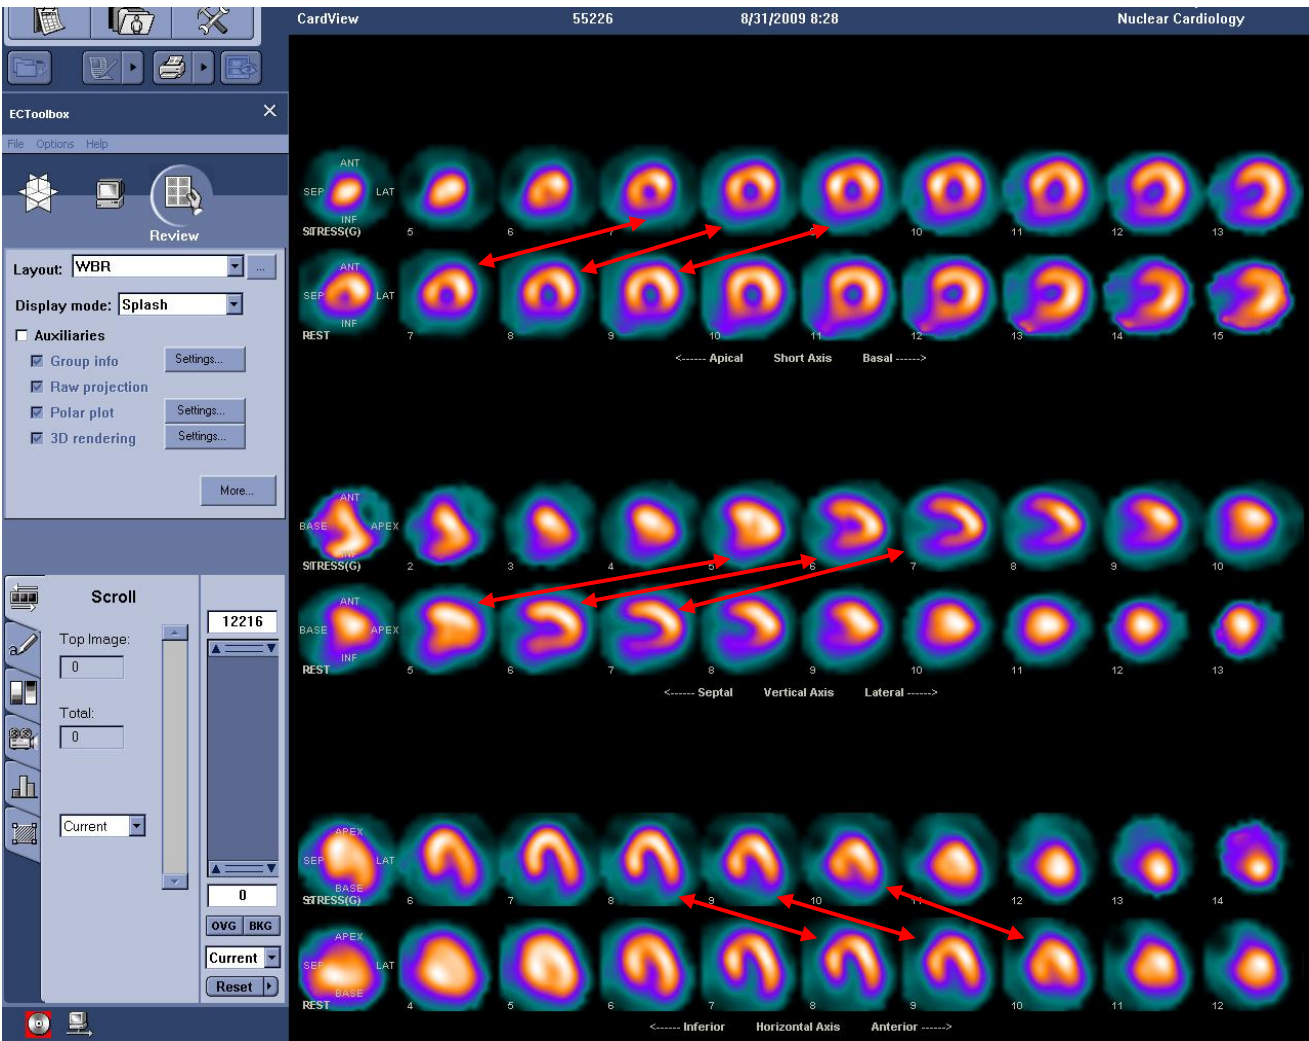 CardView 55226 8/31/2009 8:28 Nuclear Cardiology
ECToolbox
File Options Help
Review
Layout: WBR ...
Display mode: Splash
Auxiliaries
Group info Settings...
Raw projection
Polar plot Settings...
3D rendering Settings...
More...
Scroll
Top Image:
0
Total:
0
Current
12216
0
OVG BKG
Current
Reset
ANT
SEP LAT
INF
STRESS(G) 5 6 7 9 10 11 12 13
ANT
SEP LAT
INF
REST 7 8 9 10 11 12 13 14 15
<------ Apical Short Axis Basal ------>
ANT
BASE APEX
INF
STRESS(G) 2 3 4 5 6 7 8 9 10
ANT
BASE APEX
INF
REST 5 6 7 8 9 10 11 12 13
<------ Septal Vertical Axis Lateral ------>
APEX
SEP LAT
BASE
STRESS(G) 6 7 8 9 10 11 12 13 14
APEX
SEP LAT
BASE
REST 4 5 6 7 8 9 10 11 12
<------ Inferior Horizontal Axis Anterior ------>